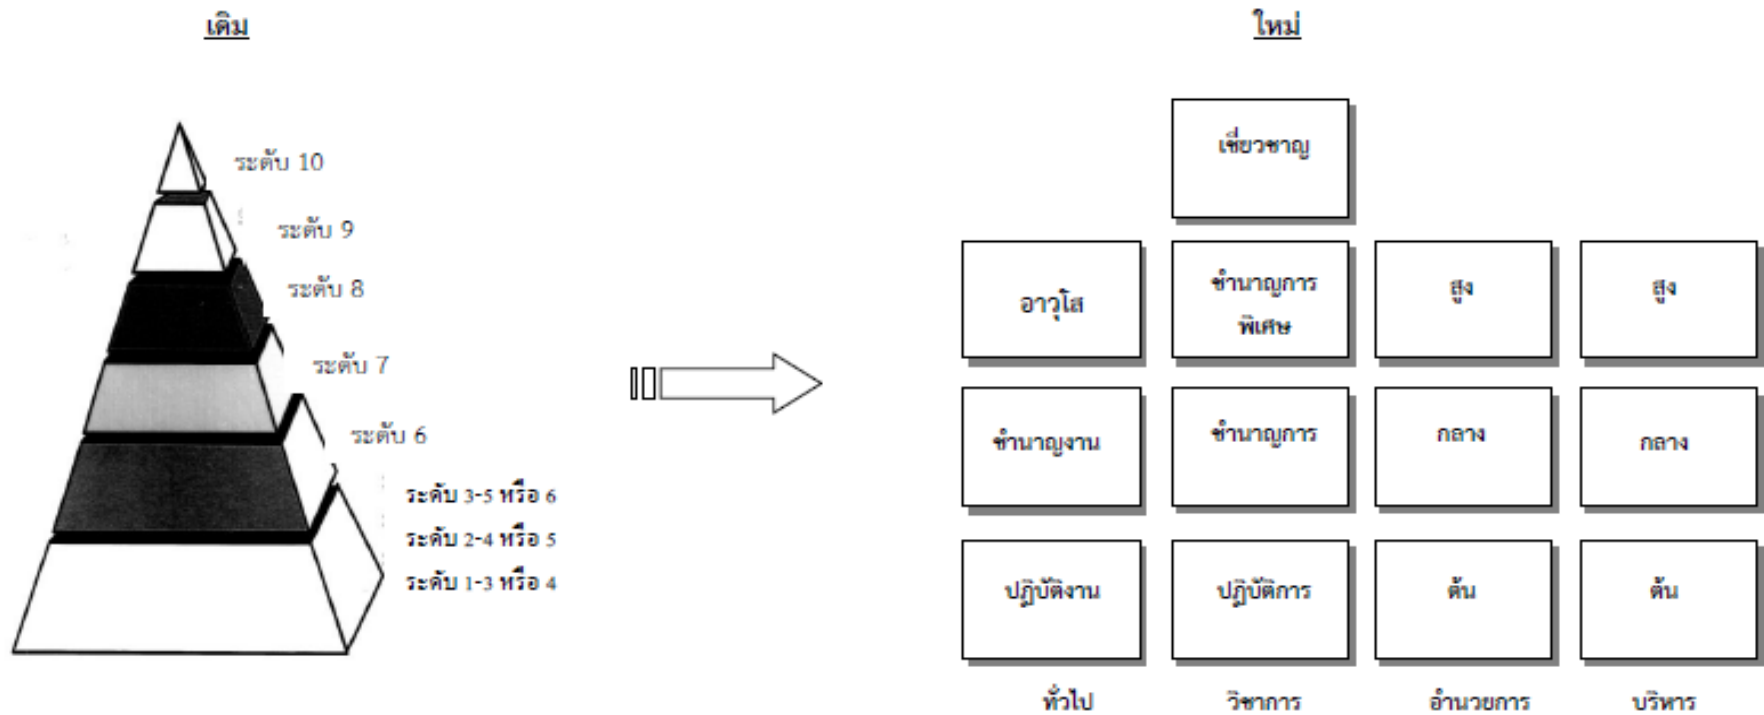 เดิม
ใหม่
ระดับ 10
ระดับ 9
ระดับ 8
ระดับ 7
ระดับ 6
ระดับ 3-5 หรือ 6
ระดับ 2-4 หรือ 5
ระดับ 1-3 หรือ 4
เชี่ยวชาญ
อาวุโส
ชำนาญการ
พิเศษ
สูง
สูง
ชำนาญงาน
ชำนาญการ
กลาง
กลาง
ปฏิบัติงาน
ปฏิบัติการ
ต้น
ต้น
ทั่วไป
วิชาการ
อำนวยการ
บริหาร